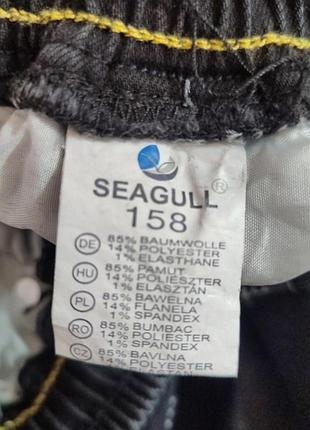 SEAGULL®
158
DE 85% BAUMWOLLE
14% POLYESTER
1% ELASTHANE
HU 85% PAMUT
14% POLIESZTER
1% ELASZTÁN
PL 85% BAWELNA
14% FLANELA
1% SPANDEX
RO 85% BUMBAC
14% POLIESTER
1% SPANDEX
CZ 85% BAVLNA
14% POLYESTER